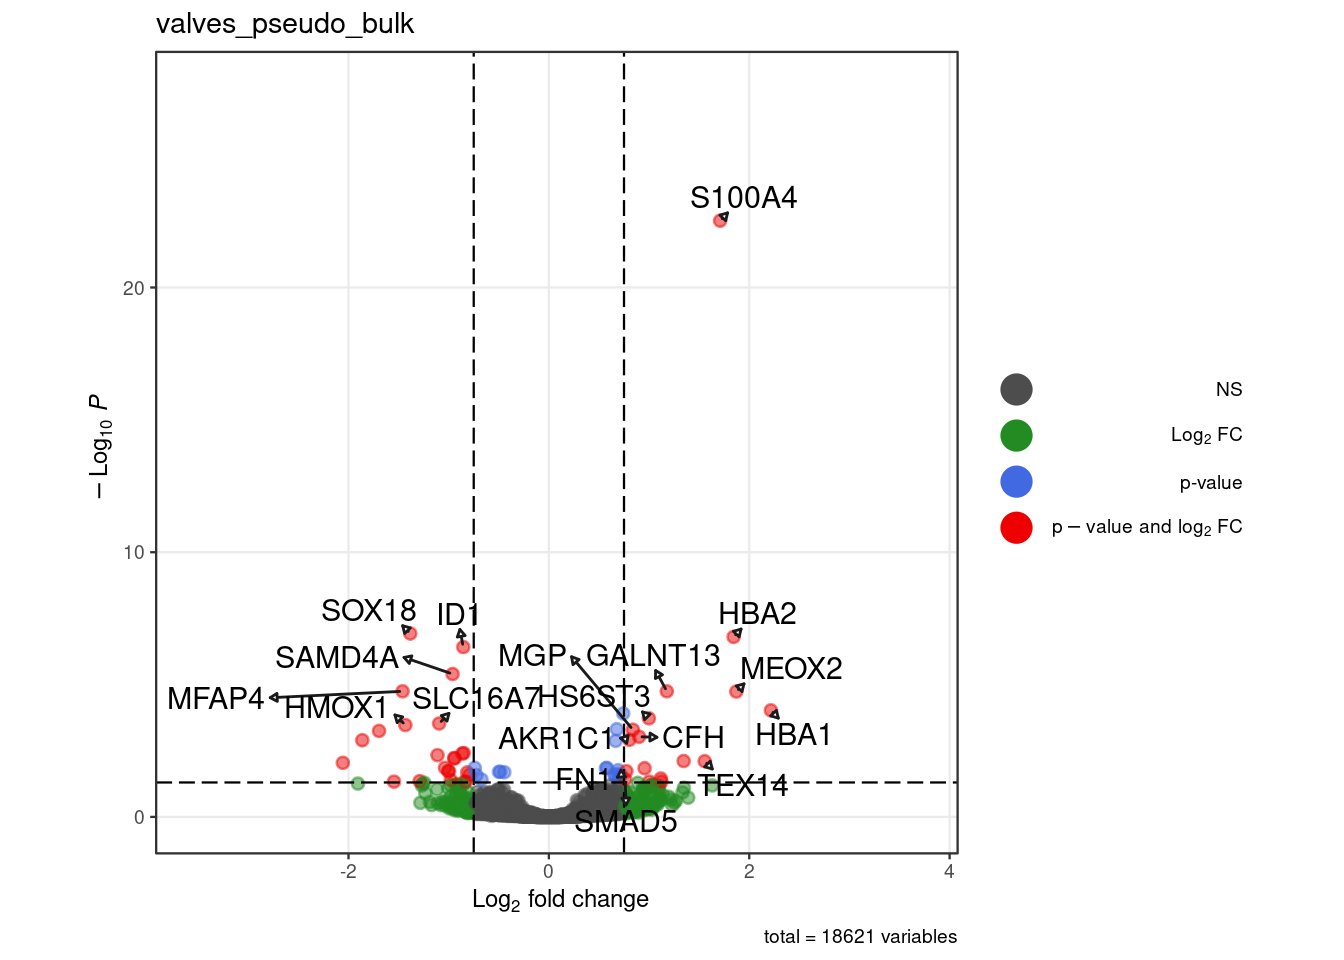 valves_pseudo_bulk
S100A4
20
NS
Log2 FC
p-value
p − value and log2 FC
− Log10 P
10
SOX18
ID1
HBA2
SAMD4A
MGP
GALNT13
MEOX2
MFAP4
HMOX1
SLC16A7
HS6ST3
AKR1C1
CFH
HBA1
FN1
TEX14
SMAD5
0
-2
0
2
4
Log2 fold change
total = 18621 variables